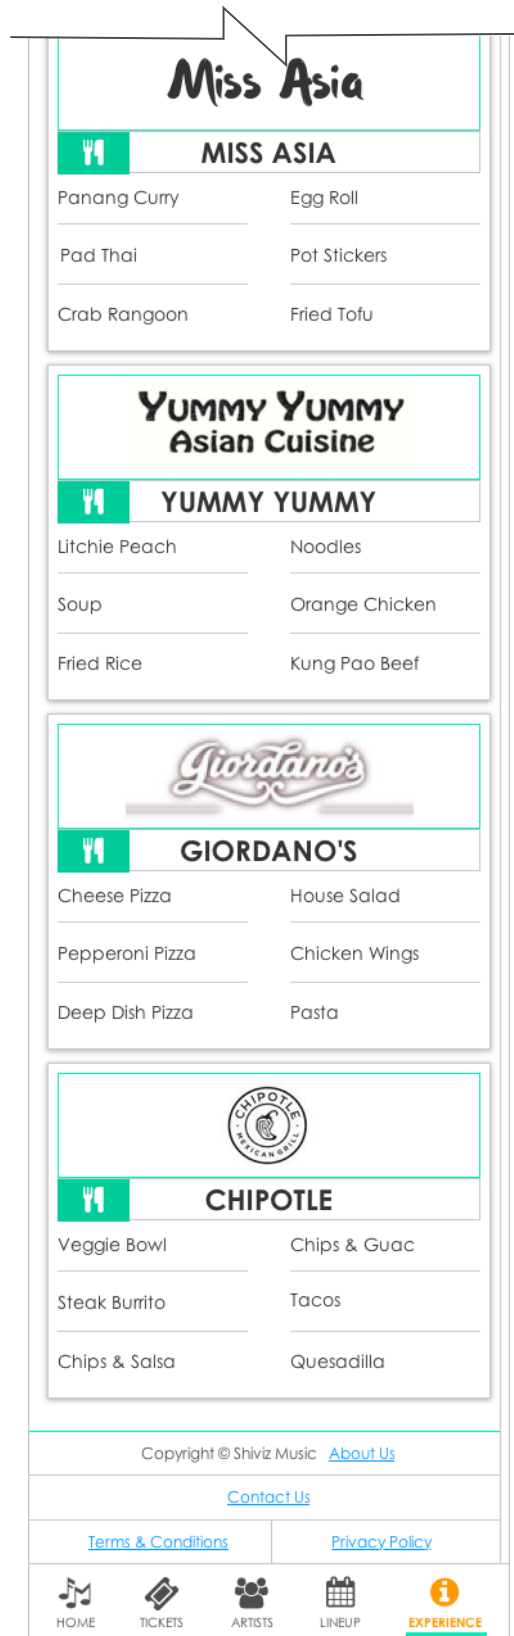 Miss Asia
MISS ASIA
Panang Curry Egg Roll
Pad Thai Pot Stickers
Crab Rangoon Fried Tofu
YUMMY YUMMY
Asian Cuisine
YUMMY YUMMY
Litchie Peach Noodles
Soup Orange Chicken
Fried Rice Kung Pao Beef
Giordano's
GIORDANO'S
Cheese Pizza House Salad
Pepperoni Pizza Chicken Wings
Deep Dish Pizza Pasta
CHIPOTLE
MEXICAN GRILL
CHIPOTLE
Veggie Bowl Chips & Guac
Steak Burrito Tacos
Chips & Salsa Quesadilla
Copyright © Shiviz Music About Us
Contact Us
Terms & Conditions Privacy Policy
HOME TICKETS ARTISTS LINEUP EXPERIENCE